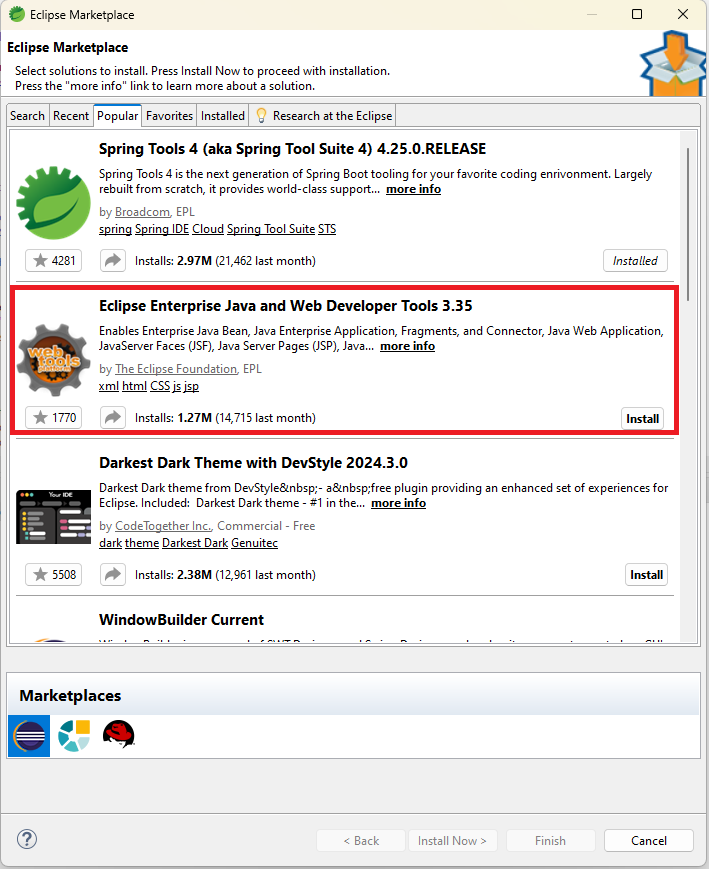 Eclipse Marketplace
Eclipse Marketplace
Select solutions to install. Press Install Now to proceed with installation.
Press the "more info" link to learn more about a solution.
Search Recent Popular Favorites Installed Research at the Eclipse
Spring Tools 4 (aka Spring Tool Suite 4) 4.25.0.RELEASE
Spring Tools 4 is the next generation of Spring Boot tooling for your favorite coding enrivonment. Largely
rebuilt from scratch, it provides world-class support... more info
by Broadcom, EPL
spring Spring IDE Cloud Spring Tool Suite STS
4281 Installs: 2.97M (21,462 last month) Installed
Eclipse Enterprise Java and Web Developer Tools 3.35
Enables Enterprise Java Bean, Java Enterprise Application, Fragments, and Connector, Java Web Application,
JavaServer Faces (JSF), Java Server Pages (JSP), Java... more info
web tools platform
by The Eclipse Foundation, EPL
xml html CSS js jsp
1770 Installs: 1.27M (14,715 last month) Install
Darkest Dark Theme with DevStyle 2024.3.0
Darkest Dark theme from DevStyle&nbsp;- a&nbsp;free plugin providing an enhanced set of experiences for
Eclipse. Included:  Darkest Dark theme - #1 in the... more info
Your IDE
by CodeTogether Inc., Commercial - Free
dark theme Darkest Dark Genuitec
5508 Installs: 2.38M (12,961 last month) Install
WindowBuilder Current
Marketplaces
? < Back Install Now > Finish Cancel